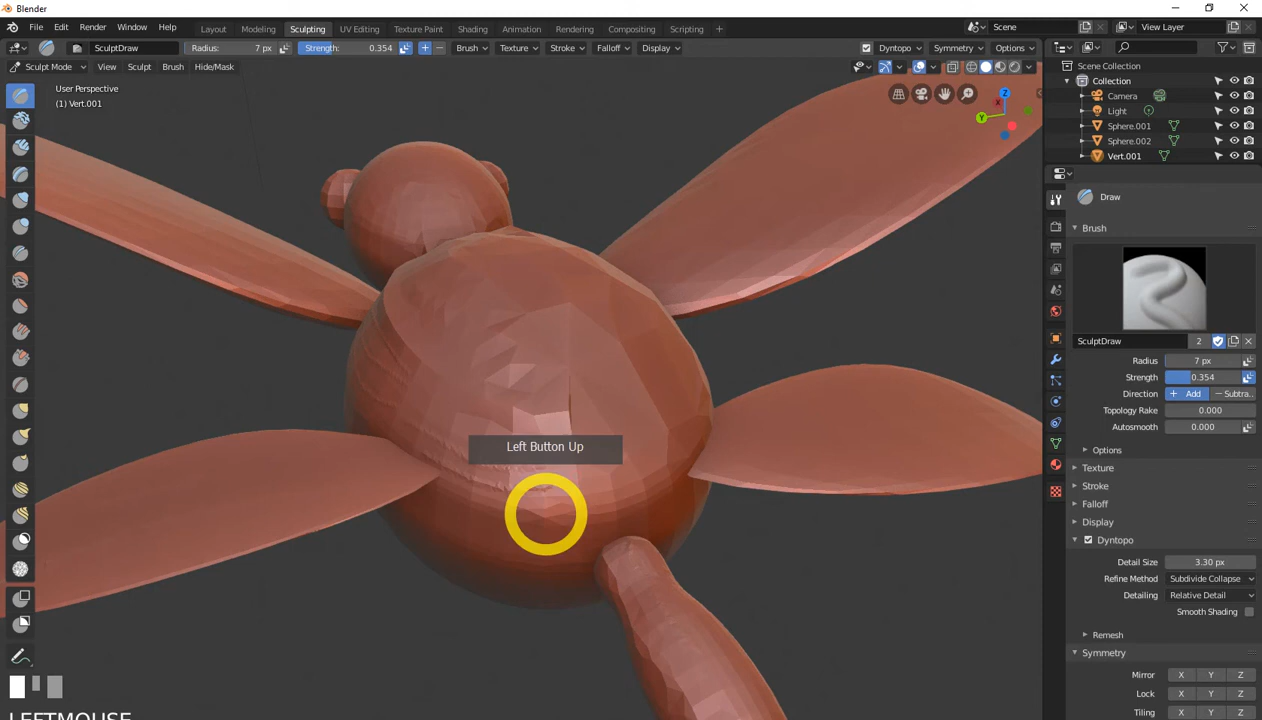 Blender
File Edit Render Window Help
Layout Modeling Sculpting UV Editing Texture Paint Shading Animation Rendering Compositing Scripting
Scene
View Layer
SculptDraw Radius: 7 px Strength: 0.354 Brush Texture Stroke Falloff Display Dyntopo Symmetry Options
Sculpt Mode View Sculpt Brush Hide/Mask
User Perspective
(1) Vert.001
Z
X
Y
Left Button Up
LEFTMOUSE
Scene Collection
Collection
Camera
Light
Sphere.001
Sphere.002
Vert.001
Draw
Brush
SculptDraw 2
Radius 7 px
Strength 0.354
Direction + Add − Subtra..
Topology Rake 0.000
Autosmooth 0.000
Options
Texture
Stroke
Falloff
Display
Dyntopo
Detail Size 3.30 px
Refine Method Subdivide Collapse
Detailing Relative Detail
Smooth Shading
Remesh
Symmetry
Mirror X Y Z
Lock X Y Z
Tiling X Y Z